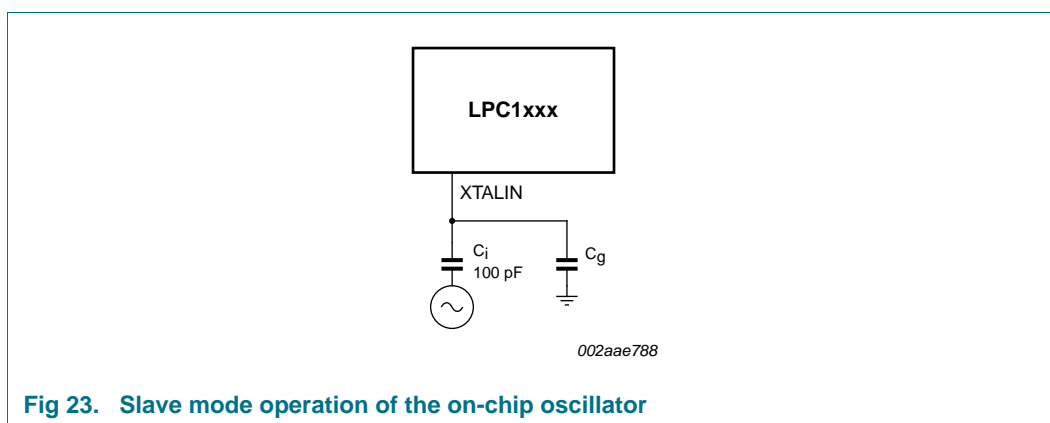 LPC1xxx
XTALIN
Ci
100 pF
Cg
002aae788
Fig 23. Slave mode operation of the on-chip oscillator